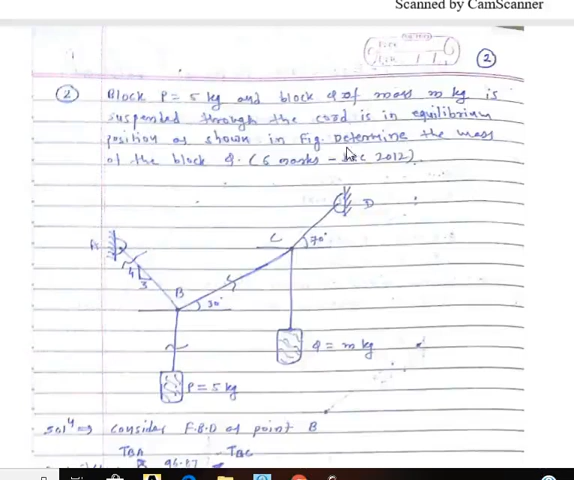 Scanned by CamScanner
2
2 Block P = 5 kg and block Q of mass m kg is
suspended through the cord is in equilibrium
position as shown in Fig. Determine the mass
of the block Q. (6 marks - Dec 2012)
D
A
C 70°
4
3
B
30°
Q = m kg
P = 5 kg
Solⁿ ⇒ Consider F.B.D of point B
TBA TBC